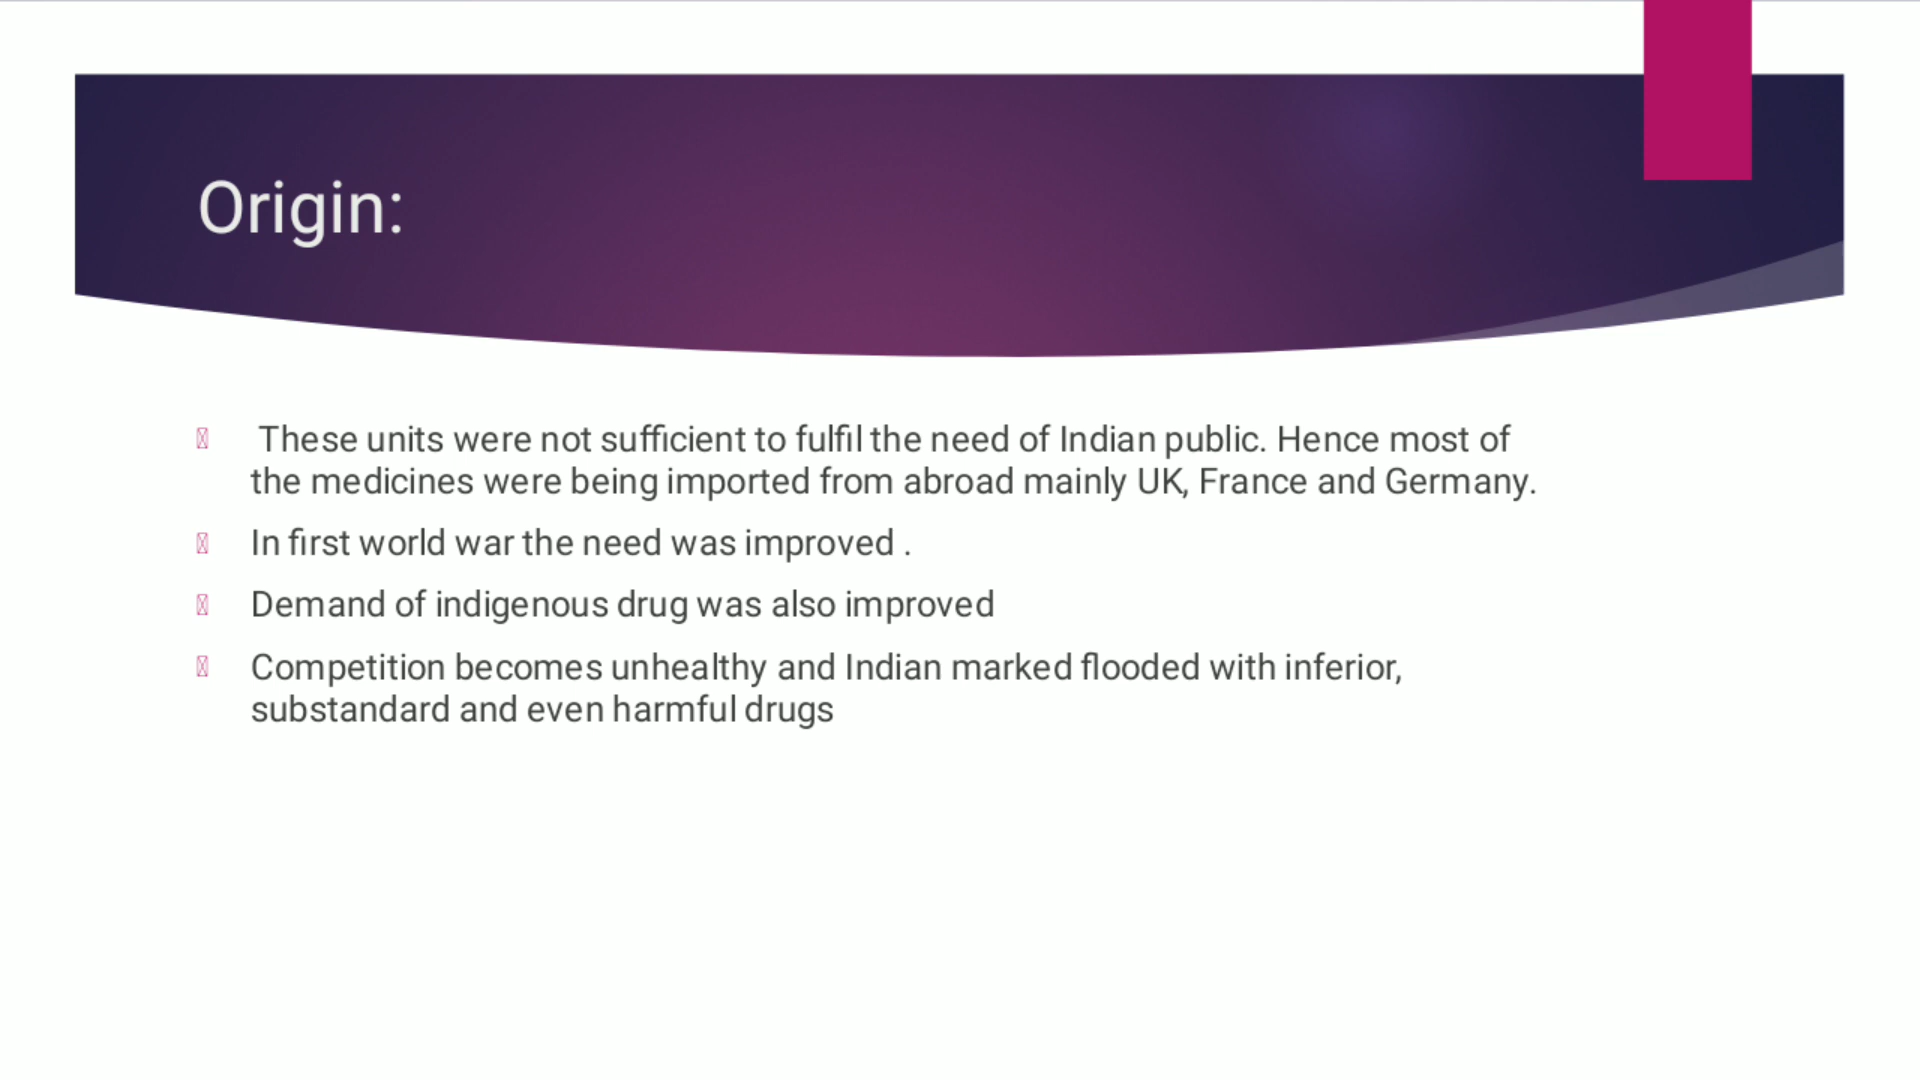 Origin:
These units were not sufficient to fulfil the need of Indian public. Hence most of
the medicines were being imported from abroad mainly UK, France and Germany.
In first world war the need was improved .
Demand of indigenous drug was also improved
Competition becomes unhealthy and Indian marked flooded with inferior,
substandard and even harmful drugs